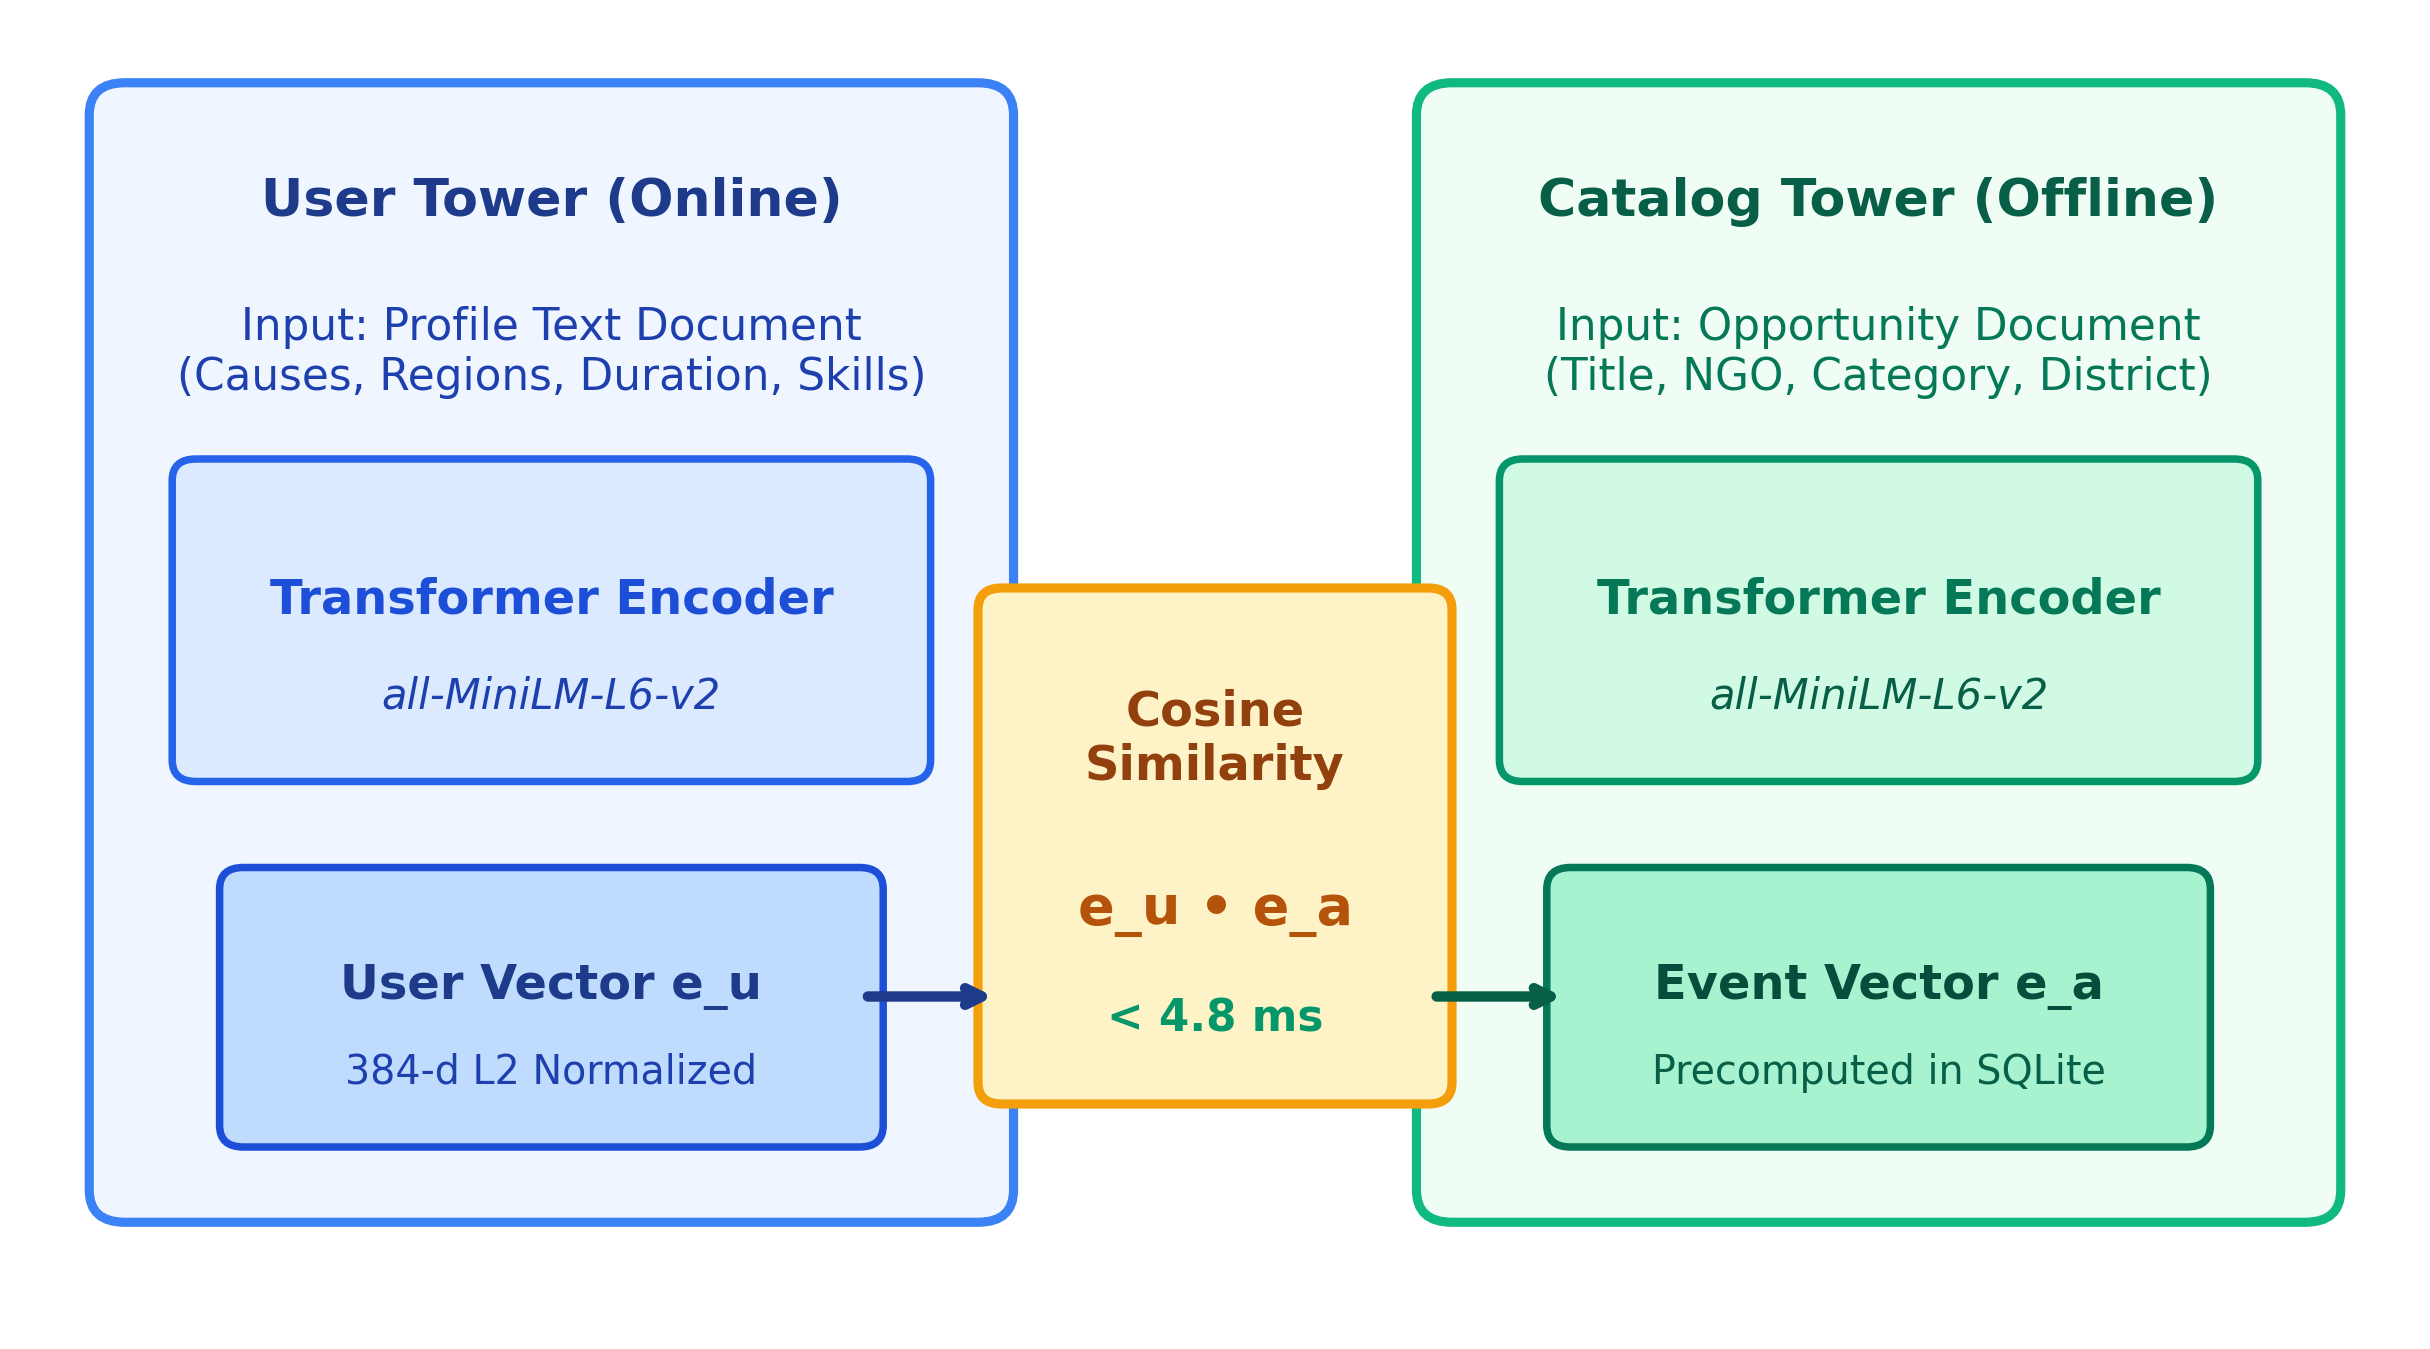 User Tower (Online)
Input: Profile Text Document
(Causes, Regions, Duration, Skills)
Transformer Encoder
all-MiniLM-L6-v2
User Vector e_u
384-d L2 Normalized
Cosine
Similarity
e_u • e_a
< 4.8 ms
Catalog Tower (Offline)
Input: Opportunity Document
(Title, NGO, Category, District)
Transformer Encoder
all-MiniLM-L6-v2
Event Vector e_a
Precomputed in SQLite